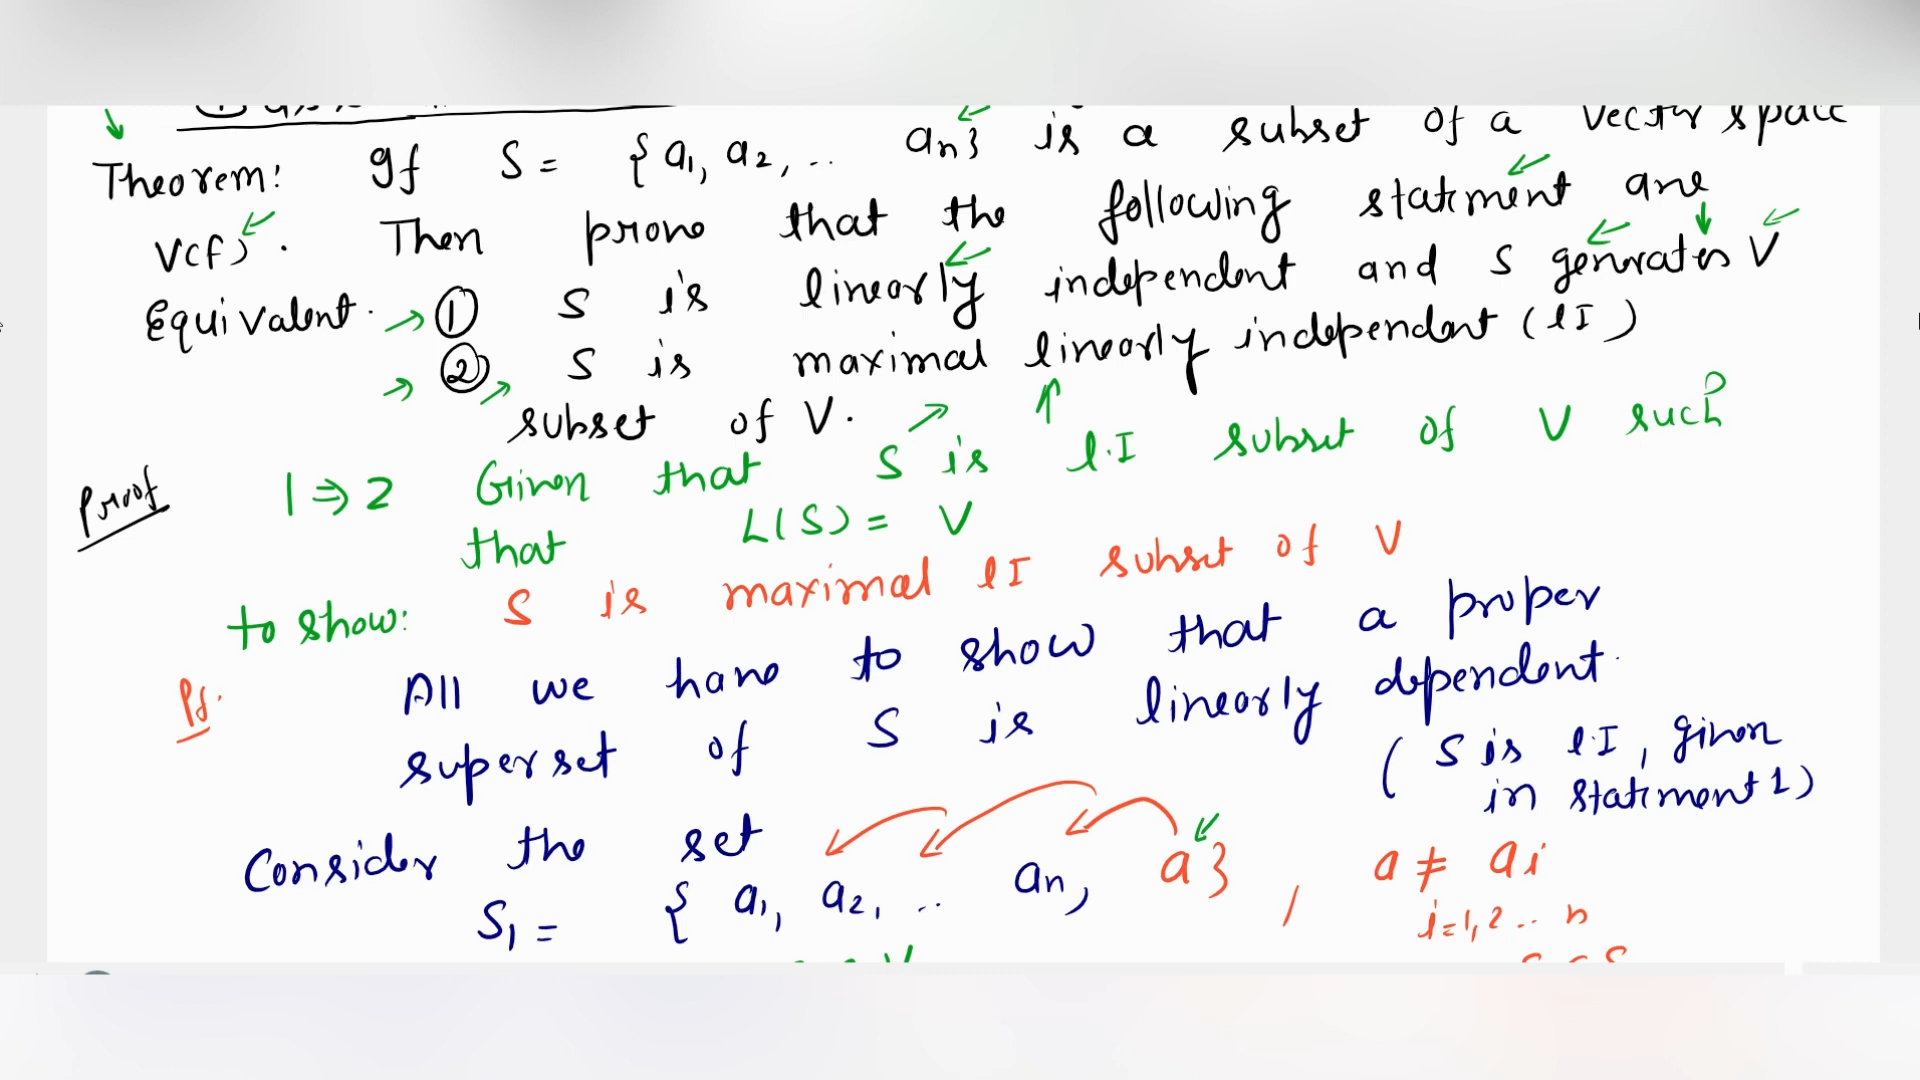 Theorem: If S = {a1, a2, .. an} is a subset of a vector space
V(F). Then prove that the following statment are
Equivalent. → ① S is linearly independent and S generates V
→ ② → S is maximal linearly independent (lI)
subset of V.
Proof 1 ⇒ 2 Given that S is l.I subset of V such
that L(S) = V
to show: S is maximal lI subset of V
Pf. All we have to show that a proper
superset of S is linearly dependent.
( S is l.I, given
in statment 1)
Consider the set
S1 = { a1, a2, .. an, a} , a ≠ ai
i=1,2 .. n